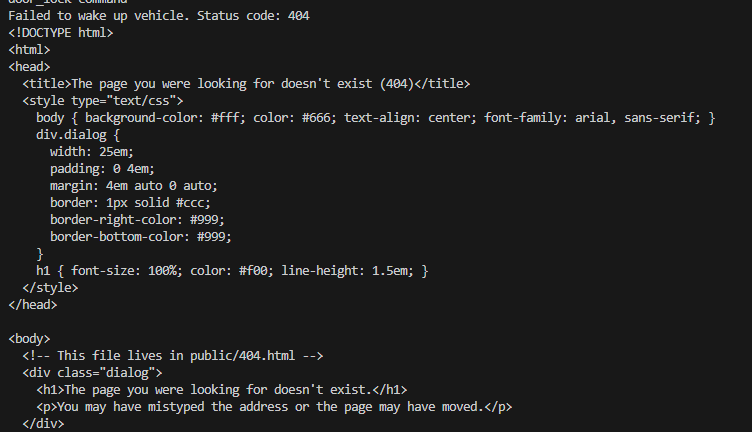 door_lock command
Failed to wake up vehicle. Status code: 404
<!DOCTYPE html>
<html>
<head>
  <title>The page you were looking for doesn't exist (404)</title>
  <style type="text/css">
    body { background-color: #fff; color: #666; text-align: center; font-family: arial, sans-serif; }
    div.dialog {
      width: 25em;
      padding: 0 4em;
      margin: 4em auto 0 auto;
      border: 1px solid #ccc;
      border-right-color: #999;
      border-bottom-color: #999;
    }
    h1 { font-size: 100%; color: #f00; line-height: 1.5em; }
  </style>
</head>

<body>
  <!-- This file lives in public/404.html -->
  <div class="dialog">
    <h1>The page you were looking for doesn't exist.</h1>
    <p>You may have mistyped the address or the page may have moved.</p>
  </div>